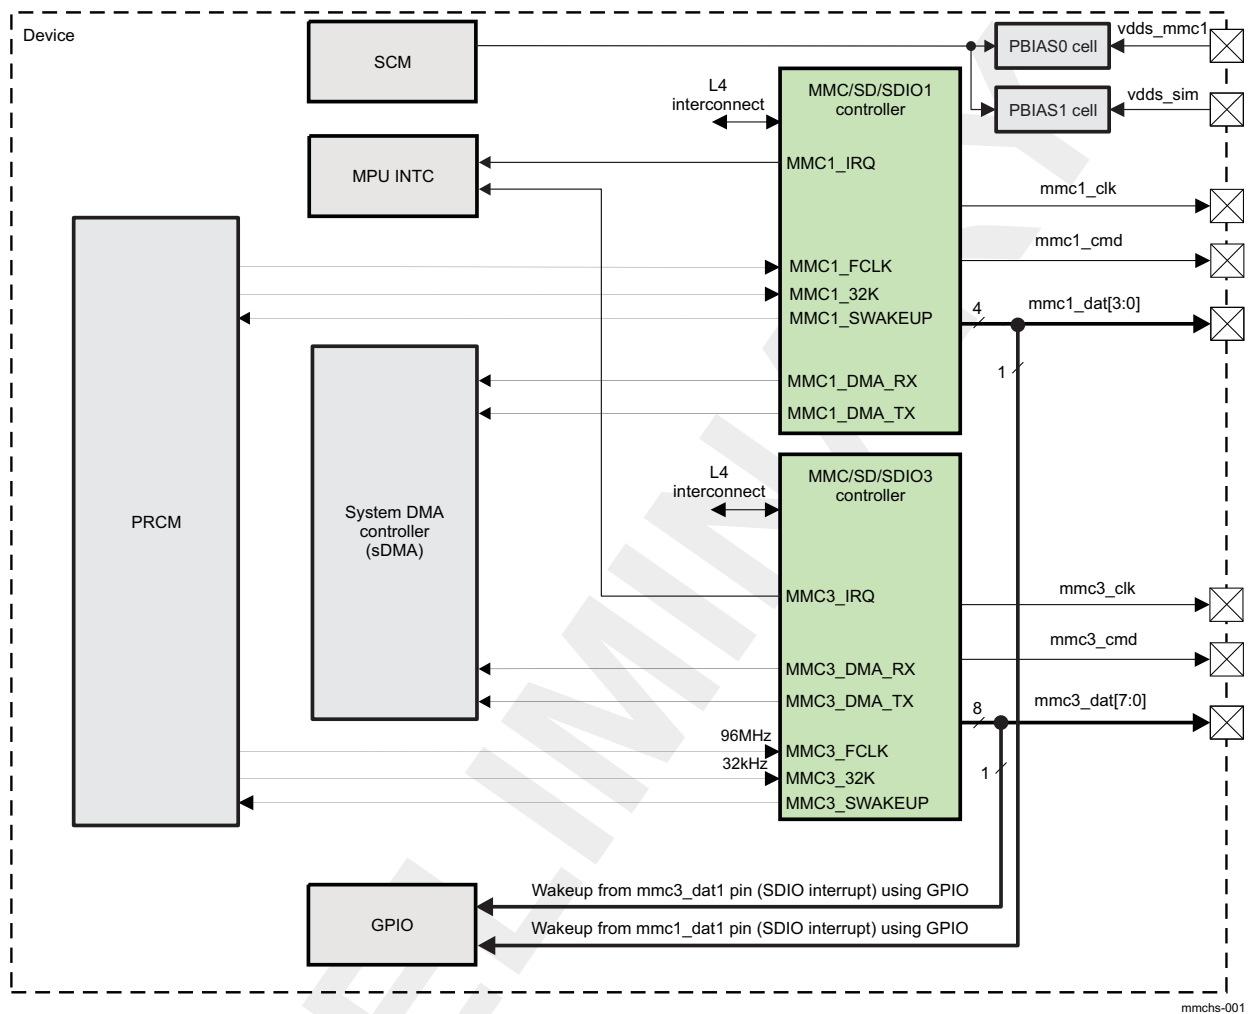 Device
SCM
PBIAS0 cell
vdds_mmc1
L4
interconnect
MMC/SD/SDIO1
controller
PBIAS1 cell
vdds_sim
MPU INTC
MMC1_IRQ
mmc1_clk
mmc1_cmd
MMC1_FCLK
MMC1_32K
MMC1_SWAKEUP
4
mmc1_dat[3:0]
1
MMC1_DMA_RX
MMC1_DMA_TX
L4
interconnect
MMC/SD/SDIO3
controller
PRCM
System DMA
controller
(sDMA)
MMC3_IRQ
mmc3_clk
mmc3_cmd
MMC3_DMA_RX
MMC3_DMA_TX
8
mmc3_dat[7:0]
96MHz
MMC3_FCLK
1
32kHz
MMC3_32K
MMC3_SWAKEUP
GPIO
Wakeup from mmc3_dat1 pin (SDIO interrupt) using GPIO
Wakeup from mmc1_dat1 pin (SDIO interrupt) using GPIO
mmchs-001